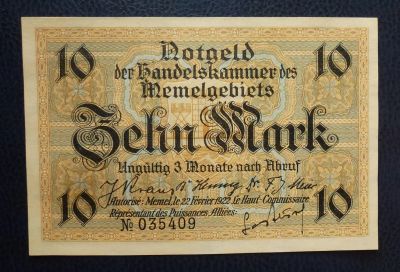 10 Notgeld 10
der Handelskammer des
Memelgebiets
Zehn Mark
Ungültig 3 Monate nach Abruf
10 10
Autorisé: Memel, le 22 Février 1922. Le Haut-Commissaire
Représentant des Puissances Alliées:
No 035409